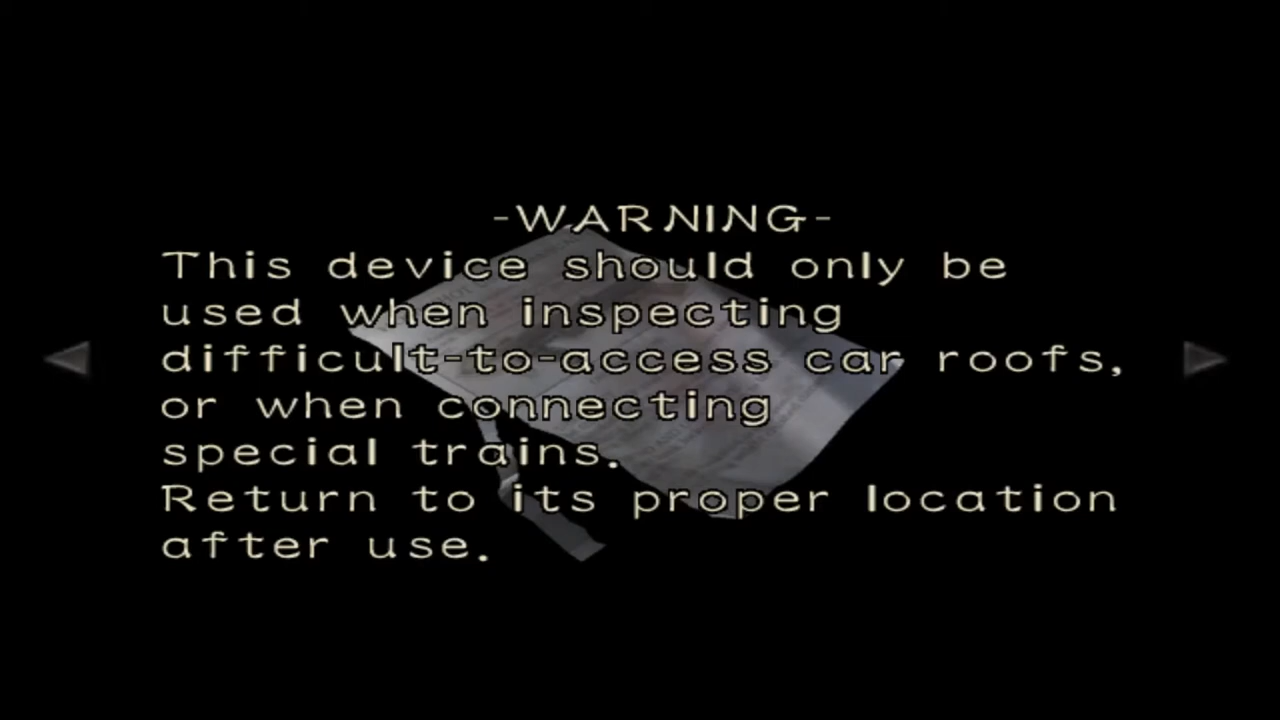 -WARNING-
This device should only be
used when inspecting
difficult-to-access car roofs,
or when connecting
special trains.
Return to its proper location
after use.